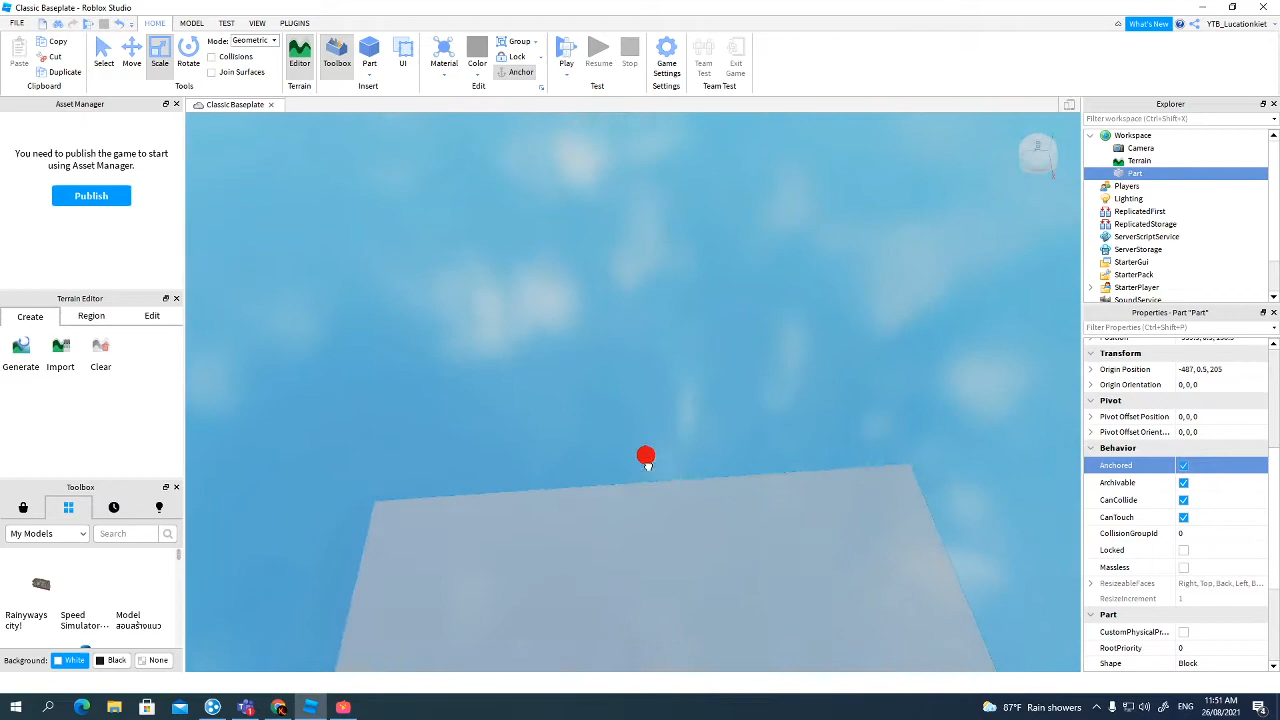 Classic Baseplate - Roblox Studio
FILE HOME MODEL TEST VIEW PLUGINS What's New YTB_Lucationkiet
Paste Copy Cut Duplicate Clipboard
Select Move Scale Rotate Mode: Geometric Collisions Join Surfaces Tools
Toolbox Part UI Insert
Editor Terrain
Material Color Group Lock Anchor Edit
Play Resume Stop Test
Game Settings Settings
Team Test Exit Game Team Test
Asset Manager
You need to publish the game to start
using Asset Manager.
Publish
Terrain Editor
Create Region Edit
Generate Import Clear
Toolbox
My Models Search
Rainyways city!
Speed Simulator···
Model
Background: White Black None
Classic Baseplate
Explorer
Filter workspace (Ctrl+Shift+X)
Workspace
Camera
Terrain
Part
Players
Lighting
ReplicatedFirst
ReplicatedStorage
ServerScriptService
ServerStorage
StarterGui
StarterPack
StarterPlayer
SoundService
Properties - Part "Part"
Filter Properties (Ctrl+Shift+P)
Transform
Origin Position -487, 0.5, 205
Origin Orientation 0, 0, 0
Pivot
Pivot Offset Position 0, 0, 0
Pivot Offset Orient... 0, 0, 0
Behavior
Anchored
Archivable
CanCollide
CanTouch
CollisionGroupId 0
Locked
Massless
ResizeableFaces Right, Top, Back, Left, B...
ResizeIncrement 1
Part
CustomPhysicalPr...
RootPriority 0
Shape Block
87°F Rain showers ENG 11:51 AM
26/08/2021